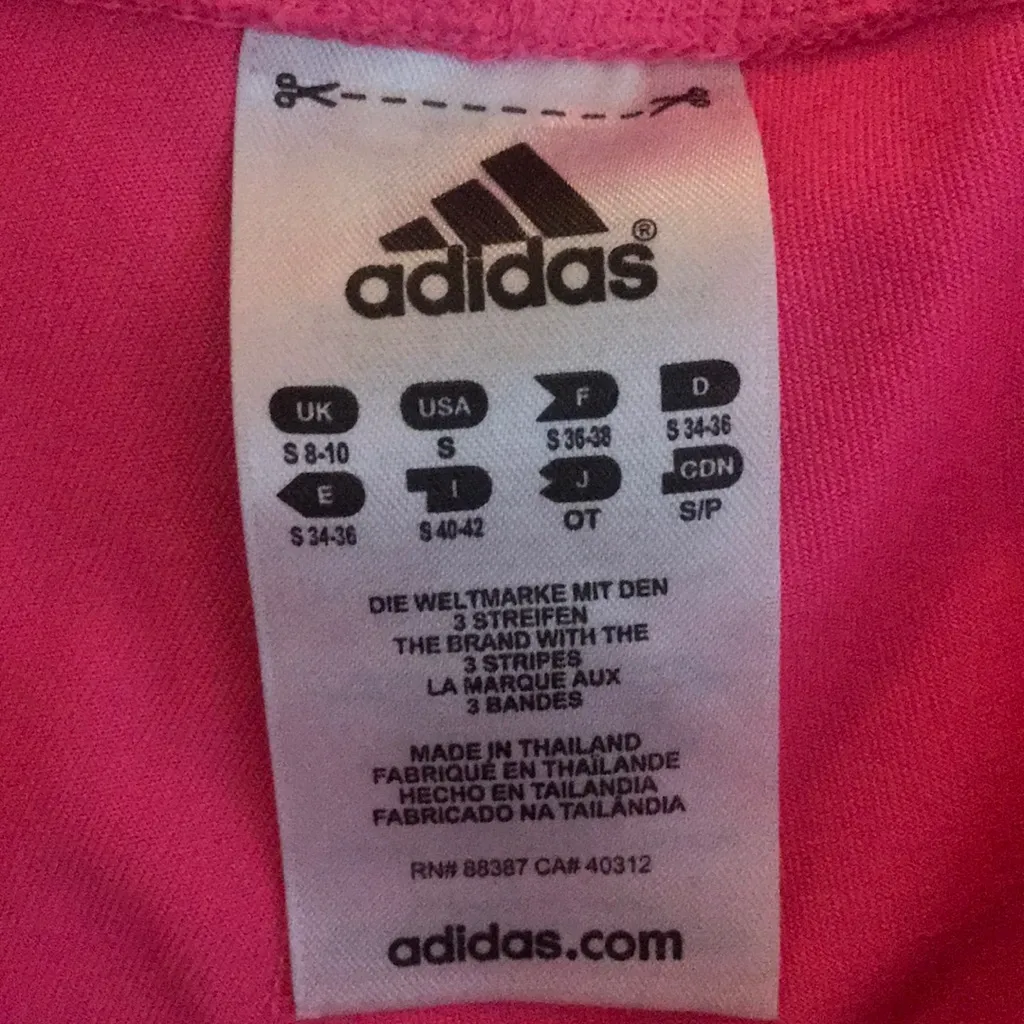 adidas®
UK USA F D
S 8-10 S S 36-38 S 34-36
E I J CDN
S 34-36 S 40-42 OT S/P
DIE WELTMARKE MIT DEN
3 STREIFEN
THE BRAND WITH THE
3 STRIPES
LA MARQUE AUX
3 BANDES
MADE IN THAILAND
FABRIQUÉ EN THAÏLANDE
HECHO EN TAILANDIA
FABRICADO NA TAILÂNDIA
RN# 88387 CA# 40312
adidas.com